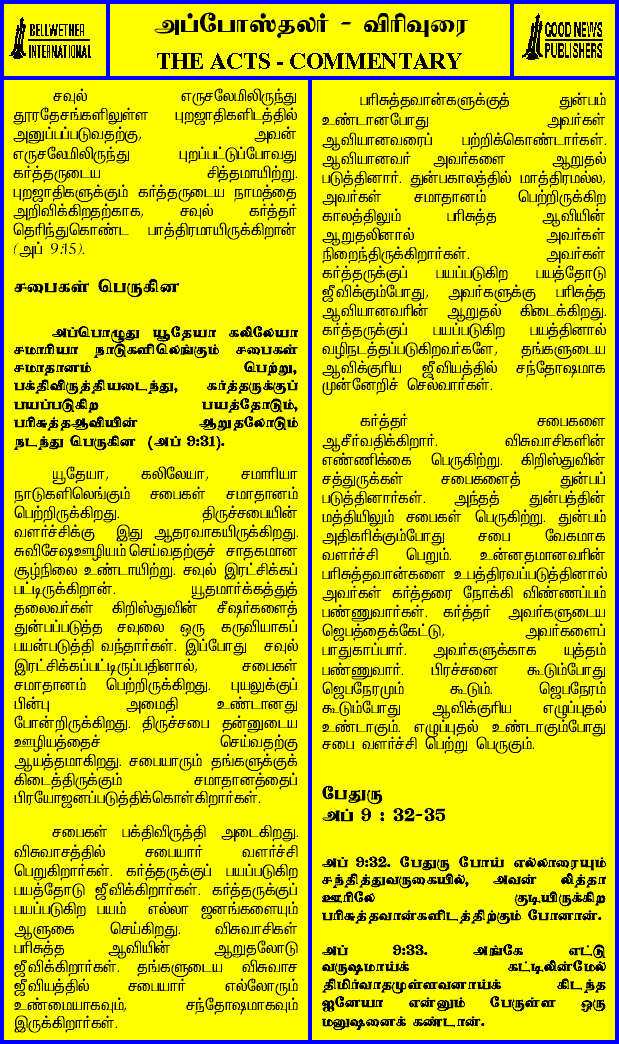 BELLWETHER
INTERNATIONAL
அப்போஸ்தலர் - விரிவுரை
THE ACTS - COMMENTARY
GOOD NEWS
PUBLISHERS
சவுல் எருசலேமிலிருந்து
தூரதேசங்களிலுள்ள புறஜாதிகளிடத்தில்
அனுப்பப்படுவதற்கு, அவன்
எருசலேமிலிருந்து புறப்பட்டுப்போவது
கர்த்தருடைய சித்தமாயிற்று.
புறஜாதிகளுக்கும் கர்த்தருடைய நாமத்தை
அறிவிக்கிறதற்காக, சவுல் கர்த்தர்
தெரிந்துகொண்ட பாத்திரமாயிருக்கிறான்
(அப் 9:15).
சபைகள் பெருகின
அப்பொழுது யூதேயா கலிலேயா
சமாரியா நாடுகளிலெங்கும் சபைகள்
சமாதானம் பெற்று,
பக்திவிருத்தியடைந்து, கர்த்தருக்குப்
பயப்படுகிற பயத்தோடும்,
பரிசுத்தஆவியின் ஆறுதலோடும்
நடந்து பெருகின (அப் 9:31).
யூதேயா, கலிலேயா, சமாரியா
நாடுகளிலெங்கும் சபைகள் சமாதானம்
பெற்றிருக்கிறது. திருச்சபையின்
வளர்ச்சிக்கு இது ஆதரவாகயிருக்கிறது.
சுவிசேஷஊழியம் செய்வதற்குச் சாதகமான
சூழ்நிலை உண்டாயிற்று. சவுல் இரட்சிக்கப்
பட்டிருக்கிறான். யூதமார்க்கத்துத்
தலைவர்கள் கிறிஸ்துவின் சீஷர்களைத்
துன்பப்படுத்த சவுலை ஒரு கருவியாகப்
பயன்படுத்தி வந்தார்கள். இப்போது சவுல்
இரட்சிக்கப்பட்டிருப்பதினால், சபைகள்
சமாதானம் பெற்றிருக்கிறது. புயலுக்குப்
பின்பு அமைதி உண்டானது
போன்றிருக்கிறது. திருச்சபை தன்னுடைய
ஊழியத்தைச் செய்வதற்கு
ஆயத்தமாகிறது. சபையாரும் தங்களுக்குக்
கிடைத்திருக்கும் சமாதானத்தைப்
பிரயோஜனப்படுத்திக்கொள்கிறார்கள்.
சபைகள் பக்திவிருத்தி அடைகிறது.
விசுவாசத்தில் சபையார் வளர்ச்சி
பெறுகிறார்கள். கர்த்தருக்குப் பயப்படுகிற
பயத்தோடு ஜீவிக்கிறார்கள். கர்த்தருக்குப்
பயப்படுகிற பயம் எல்லா ஜனங்களையும்
ஆளுகை செய்கிறது. விசுவாசிகள்
பரிசுத்த ஆவியின் ஆறுதலோடு
ஜீவிக்கிறார்கள். தங்களுடைய விசுவாச
ஜீவியத்தில் சபையார் எல்லோரும்
உண்மையாகவும், சந்தோஷமாகவும்
இருக்கிறார்கள்.
பரிசுத்தவான்களுக்குத் துன்பம்
உண்டானபோது அவர்கள்
ஆவியானவரைப் பற்றிக்கொண்டார்கள்.
ஆவியானவர் அவர்களை ஆறுதல்
படுத்தினார். துன்பகாலத்தில் மாத்திரமல்ல,
அவர்கள் சமாதானம் பெற்றிருக்கிற
காலத்திலும் பரிசுத்த ஆவியின்
ஆறுதலினால் அவர்கள்
நிறைந்திருக்கிறார்கள். அவர்கள்
கர்த்தருக்குப் பயப்படுகிற பயத்தோடு
ஜீவிக்கும்போது, அவர்களுக்கு பரிசுத்த
ஆவியானவரின் ஆறுதல் கிடைக்கிறது.
கர்த்தருக்குப் பயப்படுகிற பயத்தினால்
வழிநடத்தப்படுகிறவர்களே, தங்களுடைய
ஆவிக்குரிய ஜீவியத்தில் சந்தோஷமாக
முன்னேறிச் செல்வார்கள்.
கர்த்தர் சபைகளை
ஆசீர்வதிக்கிறார். விசுவாசிகளின்
எண்ணிக்கை பெருகிற்று. கிறிஸ்துவின்
சத்துருக்கள் சபைகளைத் துன்பப்
படுத்தினார்கள். அந்தத் துன்பத்தின்
மத்தியிலும் சபைகள் பெருகிற்று. துன்பம்
அதிகரிக்கும்போது சபை வேகமாக
வளர்ச்சி பெறும். உன்னதமானவரின்
பரிசுத்தவான்களை உபத்திரவப்படுத்தினால்
அவர்கள் கர்த்தரை நோக்கி விண்ணப்பம்
பண்ணுவார்கள். கர்த்தர் அவர்களுடைய
ஜெபத்தைக்கேட்டு, அவர்களைப்
பாதுகாப்பார். அவர்களுக்காக யுத்தம்
பண்ணுவார். பிரச்சனை கூடும்போது
ஜெபநேரமும் கூடும். ஜெபநேரம்
கூடும்போது ஆவிக்குரிய எழுப்புதல்
உண்டாகும். எழுப்புதல் உண்டாகும்போது
சபை வளர்ச்சி பெற்று பெருகும்.
பேதுரு
அப் 9 : 32-35
அப் 9:32. பேதுரு போய் எல்லாரையும்
சந்தித்துவருகையில், அவன் லித்தா
ஊரிலே குடியிருக்கிற
பரிசுத்தவான்களிடத்திற்கும் போனான்.
அப் 9:33. அங்கே எட்டு
வருஷமாய்க் கட்டிலின்மேல்
திமிர்வாதமுள்ளவனாய்க் கிடந்த
ஐனேயா என்னும் பேருள்ள ஒரு
மனுஷனைக் கண்டான்.